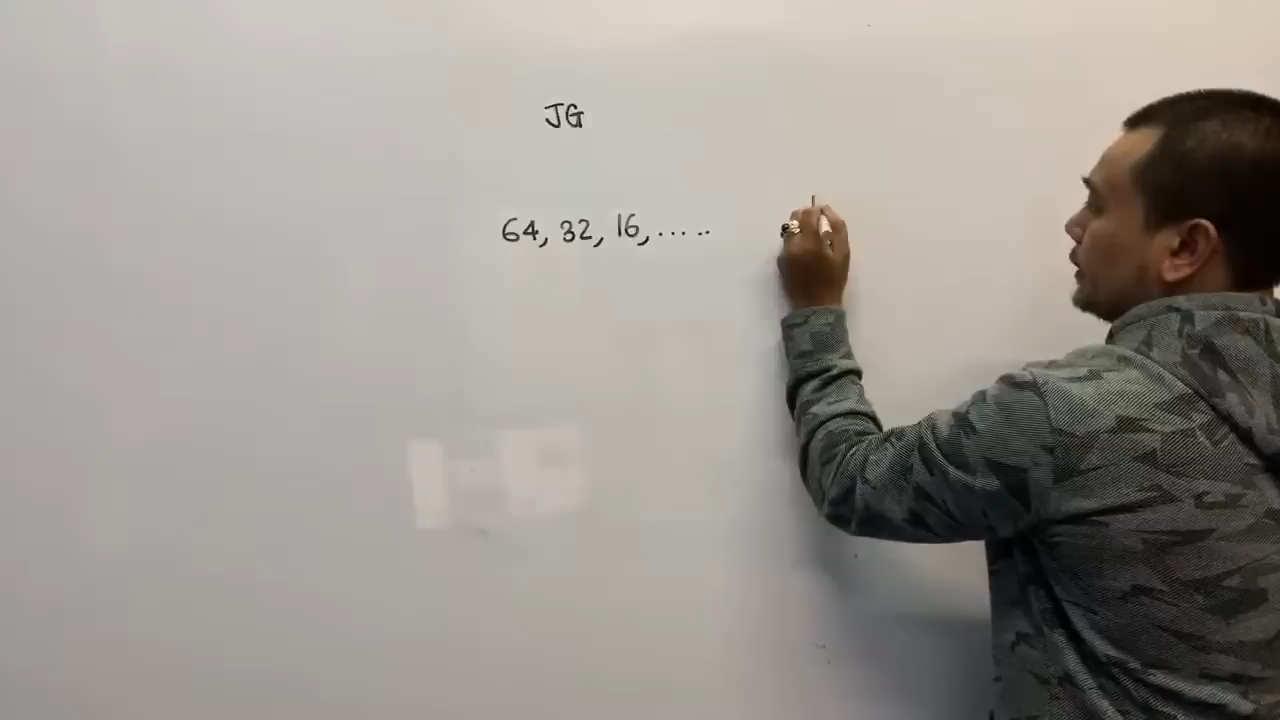 JG
64, 32, 16, .....